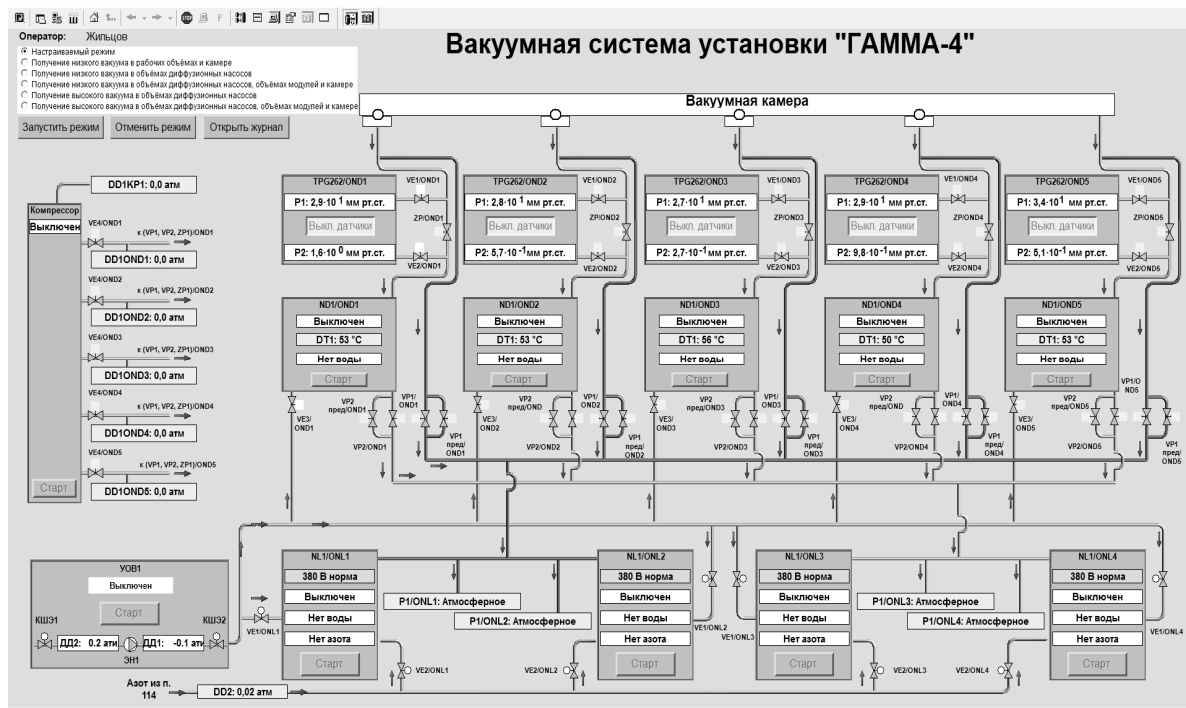 Оператор: Жильцов
Вакуумная система установки "ГАММА-4"
Настраиваемый режим
Получение низкого вакуума в рабочих объёмах и камере
Получение низкого вакуума в объёмах диффузионных насосов
Получение низкого вакуума в объёмах диффузионных насосов, объёмах модулей и камере
Получение высокого вакуума в объёмах диффузионных насосов
Получение высокого вакуума в объёмах диффузионных насосов, объёмах модулей и камере
Запустить режим Отменить режим Открыть журнал
Вакуумная камера
DD1KP1: 0,0 атм
Компрессор
Выключен
VE4/OND1
к (VP1, VP2, ZP1)/OND1
DD1OND1: 0,0 атм
VE4/OND2
к (VP1, VP2, ZP1)/OND2
DD1OND2: 0,0 атм
VE4/OND3
к (VP1, VP2, ZP1)/OND3
DD1OND3: 0,0 атм
VE4/OND4
к (VP1, VP2, ZP1)/OND4
DD1OND4: 0,0 атм
VE4/OND5
к (VP1, VP2, ZP1)/OND5
DD1OND5: 0,0 атм
Старт
TPG262/OND1
P1: 2,9·10 1 мм рт.ст.
Выкл. датчики
P2: 1,6·10 0 мм рт.ст.
VE1/OND1
ZP/OND1
VE2/OND1
TPG262/OND2
P1: 2,8·10 1 мм рт.ст.
Выкл. датчики
P2: 5,7·10 -1 мм рт.ст.
VE1/OND2
ZP/OND2
VE2/OND2
TPG262/OND3
P1: 2,7·10 1 мм рт.ст.
Выкл. датчики
P2: 2,7·10 -1 мм рт.ст.
VE1/OND3
ZP/OND3
VE2/OND3
TPG262/OND4
P1: 2,9·10 1 мм рт.ст.
Выкл. датчики
P2: 9,8·10 -1 мм рт.ст.
VE1/OND4
ZP/OND4
VE2/OND4
TPG262/OND5
P1: 3,4·10 1 мм рт.ст.
Выкл. датчики
P2: 5,1·10 -1 мм рт.ст.
VE1/OND5
ZP/OND5
VE2/OND5
ND1/OND1
Выключен
DT1: 53 °C
Нет воды
Старт
ND1/OND2
Выключен
DT1: 53 °C
Нет воды
Старт
ND1/OND3
Выключен
DT1: 56 °C
Нет воды
Старт
ND1/OND4
Выключен
DT1: 50 °C
Нет воды
Старт
ND1/OND5
Выключен
DT1: 53 °C
Нет воды
Старт
VE3/
OND1
VP2
пред/OND1
VP1/
OND1
VP2/OND1
VP1
пред/
OND1
VE3/
OND2
VP2
пред/OND
VP1/
OND2
VP2/OND2
VP1
пред/
OND2
VE3/
OND3
VP2
пред/OND3
VP1/
OND3
VP2/OND3
VP1
пред/
OND3
VE3/
OND4
VP2
пред/OND
VP1/
OND4
VP2/OND4
VP1
пред/
OND4
VE3/
OND5
VP2
пред/OND5
VP1/O
ND5
VP2/OND5
VP1
пред/
OND5
УОВ1
Выключен
Старт
КШЭ1
КШЭ2
ДД2: 0.2 ати
ДД1: -0.1 ати
ЭН1
VE1/ONL1
NL1/ONL1
380 В норма
Выключен
Нет воды
Нет азота
Старт
P1/ONL1: Атмосферное
P1/ONL2: Атмосферное
VE2/ONL1
VE2/ONL2
NL1/ONL2
380 В норма
Выключен
Нет воды
Нет азота
Старт
VE1/ONL2
VE1/ONL3
NL1/ONL3
380 В норма
Выключен
Нет воды
Нет азота
Старт
P1/ONL3: Атмосферное
P1/ONL4: Атмосферное
VE2/ONL3
VE2/ONL4
NL1/ONL4
380 В норма
Выключен
Нет воды
Нет азота
Старт
VE1/ONL4
Азот из п.
114
DD2: 0,02 атм